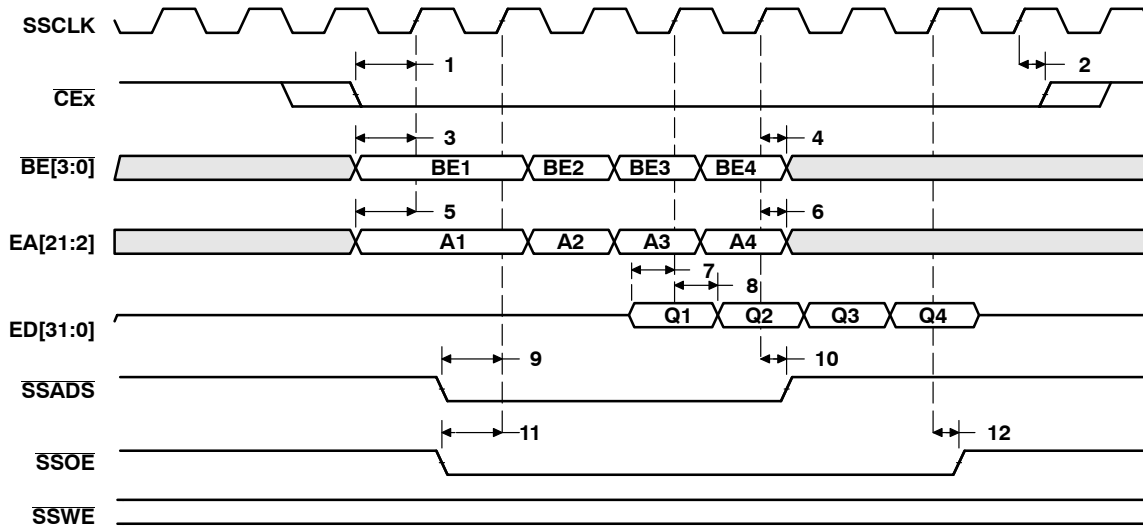 SSCLK
1 2
CEx
3 4
BE[3:0] BE1 BE2 BE3 BE4
5 6
EA[21:2] A1 A2 A3 A4
7
8
ED[31:0] Q1 Q2 Q3 Q4
9 10
SSADS
11 12
SSOE
SSWE